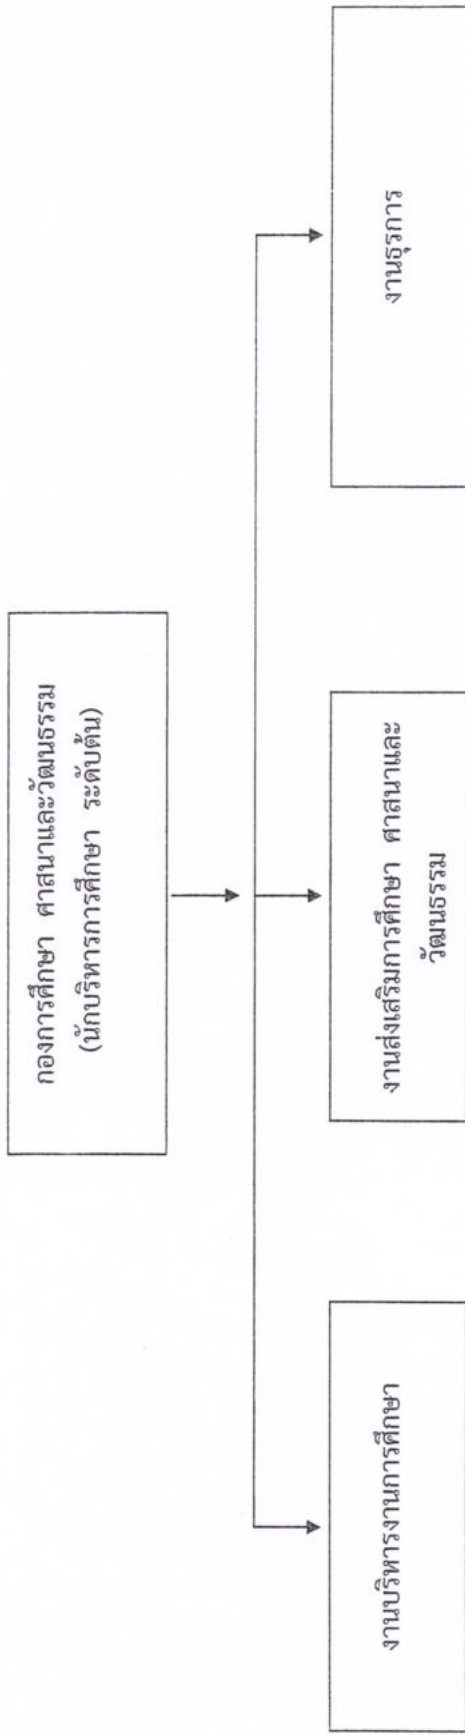 กองการศึกษา ศาสนาและวัฒนธรรม
(นักบริหารการศึกษา ระดับต้น)
งานบริหารงานการศึกษา
งานส่งเสริมการศึกษา ศาสนาและ
วัฒนธรรม
งานธุรการ